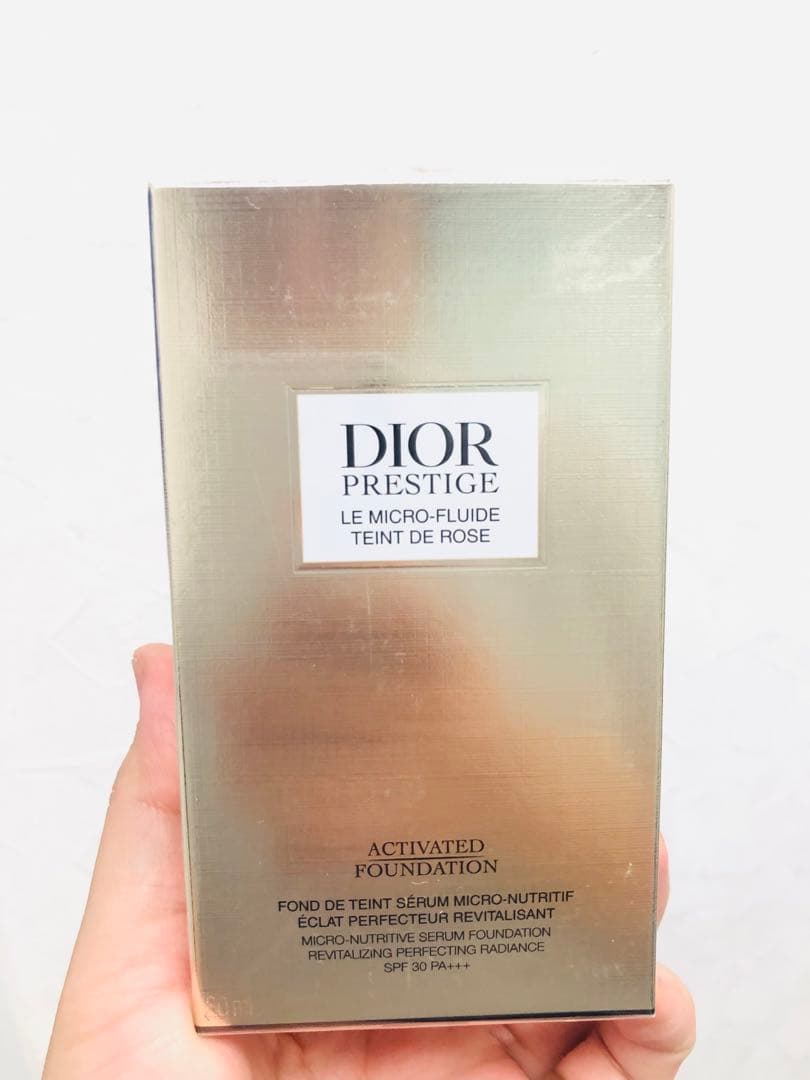 DIOR
PRESTIGE
LE MICRO-FLUIDE
TEINT DE ROSE
ACTIVATED
FOUNDATION
FOND DE TEINT SÉRUM MICRO-NUTRITIF
ÉCLAT PERFECTEUR REVITALISANT
MICRO-NUTRITIVE SERUM FOUNDATION
REVITALIZING PERFECTING RADIANCE
SPF 30 PA+++